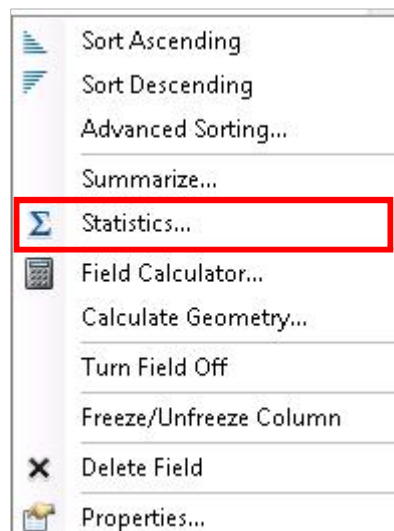 Sort Ascending
Sort Descending
Advanced Sorting...
Summarize...
Statistics...
Field Calculator...
Calculate Geometry...
Turn Field Off
Freeze/Unfreeze Column
Delete Field
Properties...